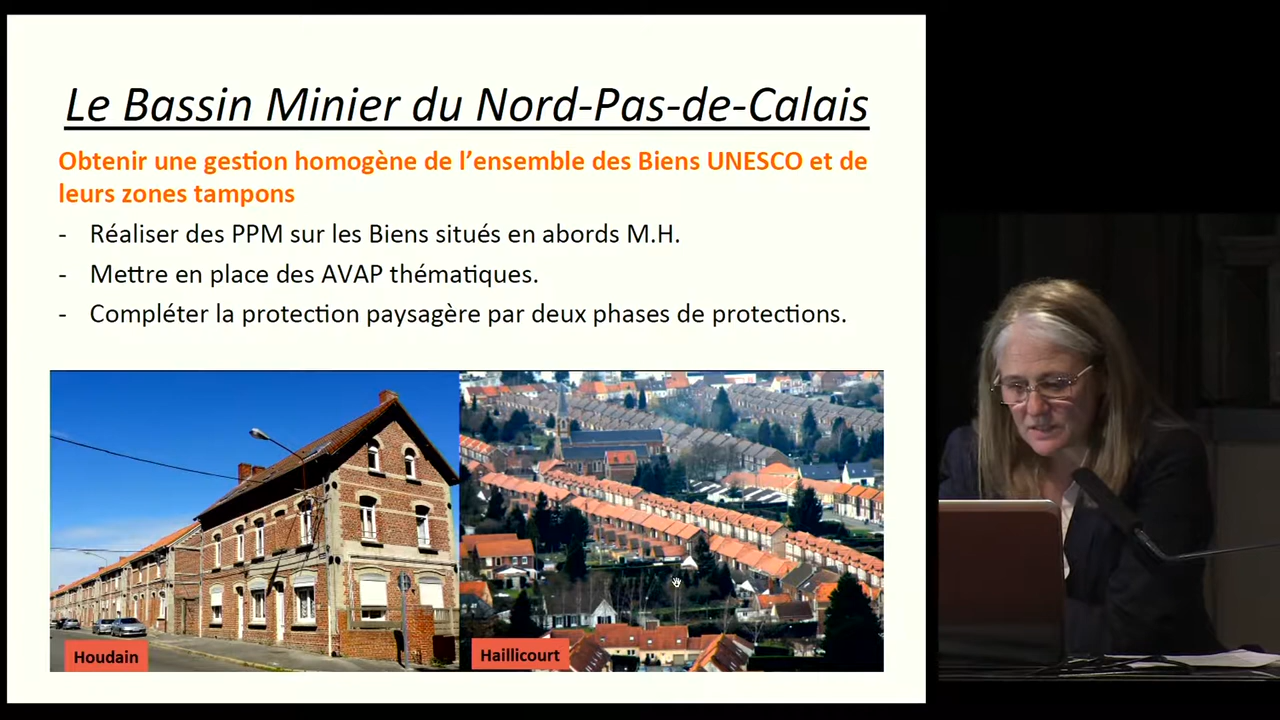 Le Bassin Minier du Nord-Pas-de-Calais
Obtenir une gestion homogène de l’ensemble des Biens UNESCO et de
leurs zones tampons
- Réaliser des PPM sur les Biens situés en abords M.H.
- Mettre en place des AVAP thématiques.
- Compléter la protection paysagère par deux phases de protections.
Houdain
Haillicourt